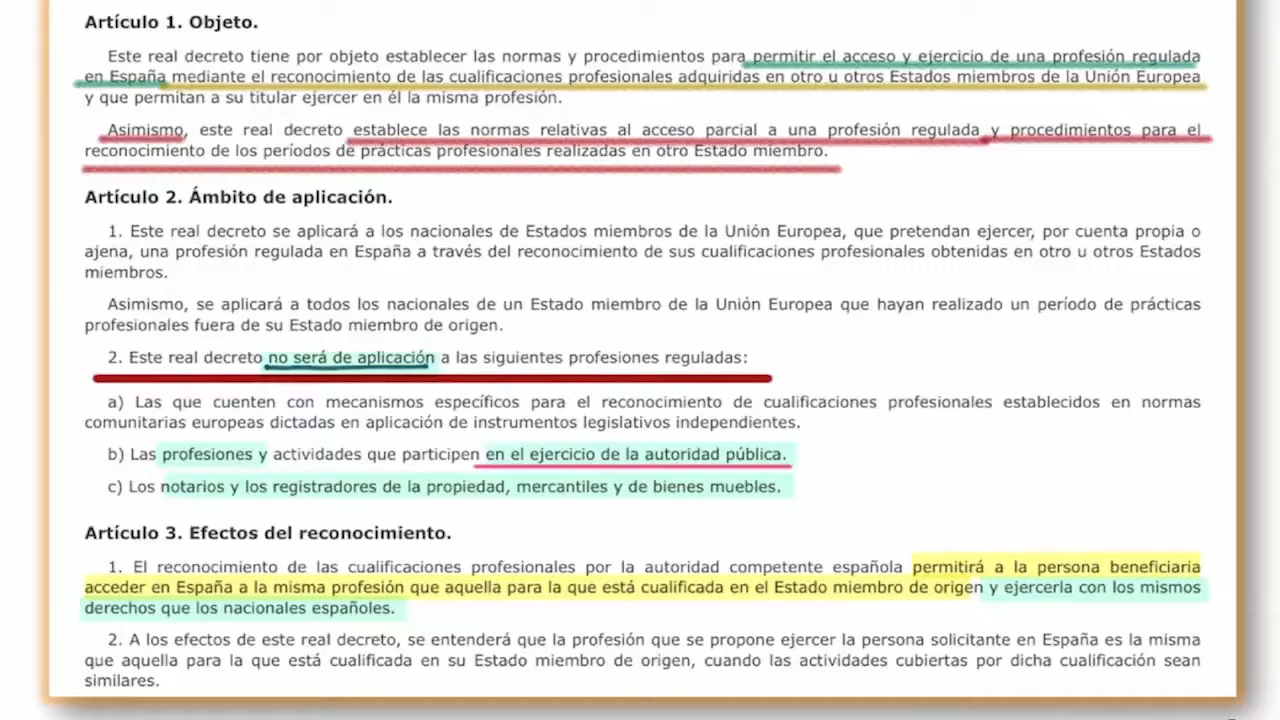 Artículo 1. Objeto.
Este real decreto tiene por objeto establecer las normas y procedimientos para permitir el acceso y ejercicio de una profesión regulada
en España mediante el reconocimiento de las cualificaciones profesionales adquiridas en otro u otros Estados miembros de la Unión Europea
y que permitan a su titular ejercer en él la misma profesión.
Asimismo, este real decreto establece las normas relativas al acceso parcial a una profesión regulada y procedimientos para el
reconocimiento de los períodos de prácticas profesionales realizadas en otro Estado miembro.
Artículo 2. Ámbito de aplicación.
1. Este real decreto se aplicará a los nacionales de Estados miembros de la Unión Europea, que pretendan ejercer, por cuenta propia o
ajena, una profesión regulada en España a través del reconocimiento de sus cualificaciones profesionales obtenidas en otro u otros Estados
miembros.
Asimismo, se aplicará a todos los nacionales de un Estado miembro de la Unión Europea que hayan realizado un período de prácticas
profesionales fuera de su Estado miembro de origen.
2. Este real decreto no será de aplicación a las siguientes profesiones reguladas:
a) Las que cuenten con mecanismos específicos para el reconocimiento de cualificaciones profesionales establecidos en normas
comunitarias europeas dictadas en aplicación de instrumentos legislativos independientes.
b) Las profesiones y actividades que participen en el ejercicio de la autoridad pública.
c) Los notarios y los registradores de la propiedad, mercantiles y de bienes muebles.
Artículo 3. Efectos del reconocimiento.
1. El reconocimiento de las cualificaciones profesionales por la autoridad competente española permitirá a la persona beneficiaria
acceder en España a la misma profesión que aquella para la que está cualificada en el Estado miembro de origen y ejercerla con los mismos
derechos que los nacionales españoles.
2. A los efectos de este real decreto, se entenderá que la profesión que se propone ejercer la persona solicitante en España es la misma
que aquella para la que está cualificada en su Estado miembro de origen, cuando las actividades cubiertas por dicha cualificación sean
similares.